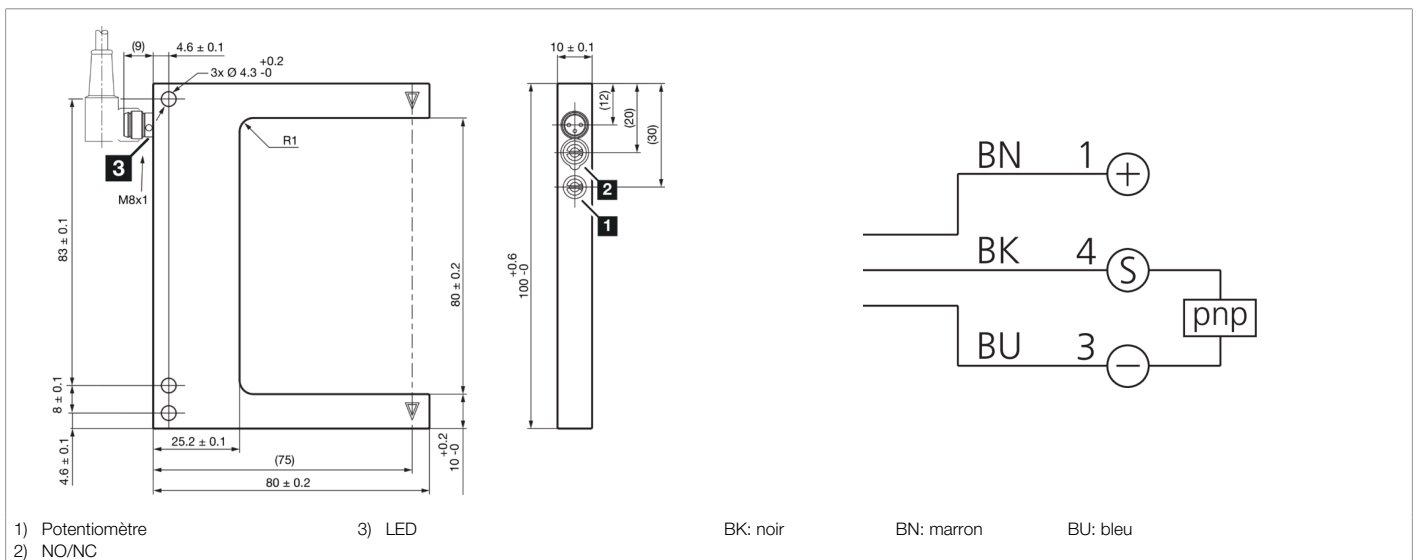 (9)
4.6 ± 0.1
3x Ø 4.3 +0.2 -0
R1
3
M8x1
83 ± 0.1
8 ± 0.1
4.6 ± 0.1
80 ± 0.2
25.2 ± 0.1
(75)
80 ± 0.2
10 +0.2 -0
10 ± 0.1
(12)
(20)
(30)
2
1
100 +0.6 -0
BN 1 +
BK 4 S
pnp
BU 3 −
1) Potentiomètre 3) LED BK: noir BN: marron BU: bleu
2) NO/NC